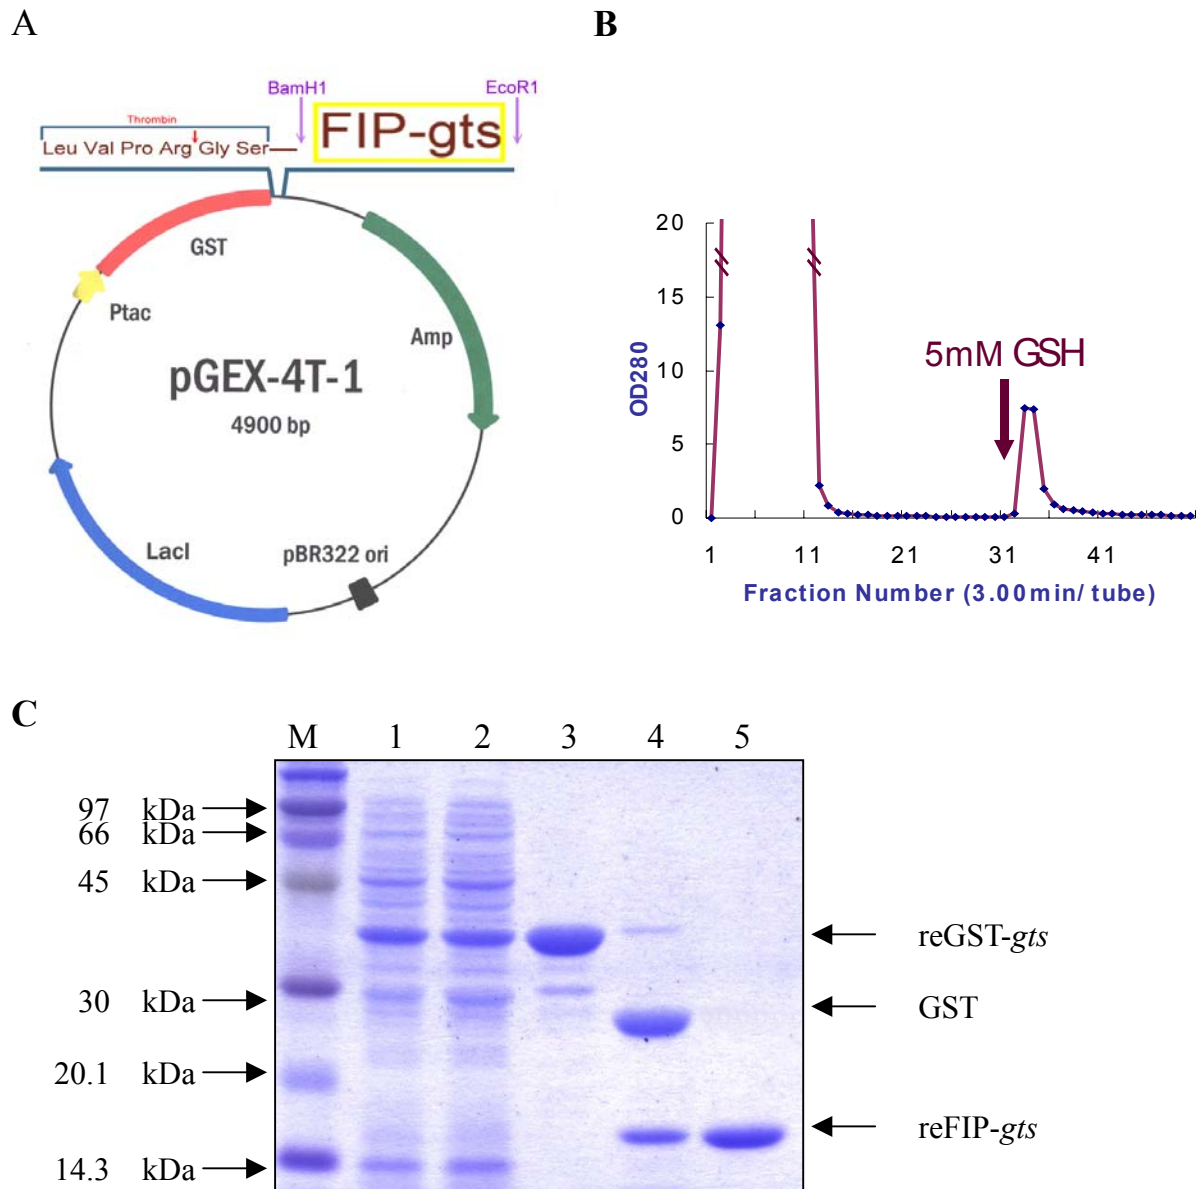 A
BamH1
EcoR1
Thrombin
Leu Val Pro Arg Gly Ser
FIP-gts
GST
Ptac
Amp
pGEX-4T-1
4900 bp
LacI
pBR322 ori
B
20
15
10
5
0
OD280
5mM GSH
1 11 21 31 41
Fraction Number (3.00min/ tube)
C
M 1 2 3 4 5
97 kDa
66 kDa
45 kDa
30 kDa
20.1 kDa
14.3 kDa
reGST-gts
GST
reFIP-gts